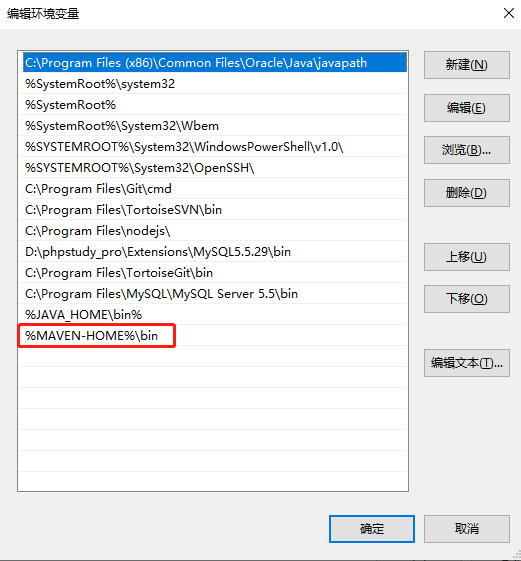 编辑环境变量
C:\Program Files (x86)\Common Files\Oracle\Java\javapath
%SystemRoot%\system32
%SystemRoot%
%SystemRoot%\System32\Wbem
%SYSTEMROOT%\System32\WindowsPowerShell\v1.0\
%SYSTEMROOT%\System32\OpenSSH\
C:\Program Files\Git\cmd
C:\Program Files\TortoiseSVN\bin
C:\Program Files\nodejs\
D:\phpstudy_pro\Extensions\MySQL5.5.29\bin
C:\Program Files\TortoiseGit\bin
C:\Program Files\MySQL\MySQL Server 5.5\bin
%JAVA_HOME\bin%
%MAVEN-HOME%\bin
新建(N)
编辑(E)
浏览(B)...
删除(D)
上移(U)
下移(O)
编辑文本(T)...
确定
取消